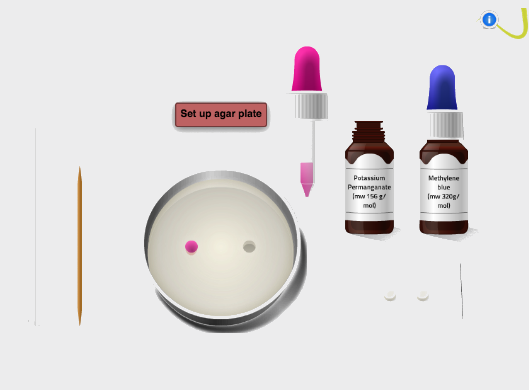 i
Set up agar plate
Potassium
Permanganate
(mw 156 g/
mol)
Methylene
blue
(mw 320g/
mol)